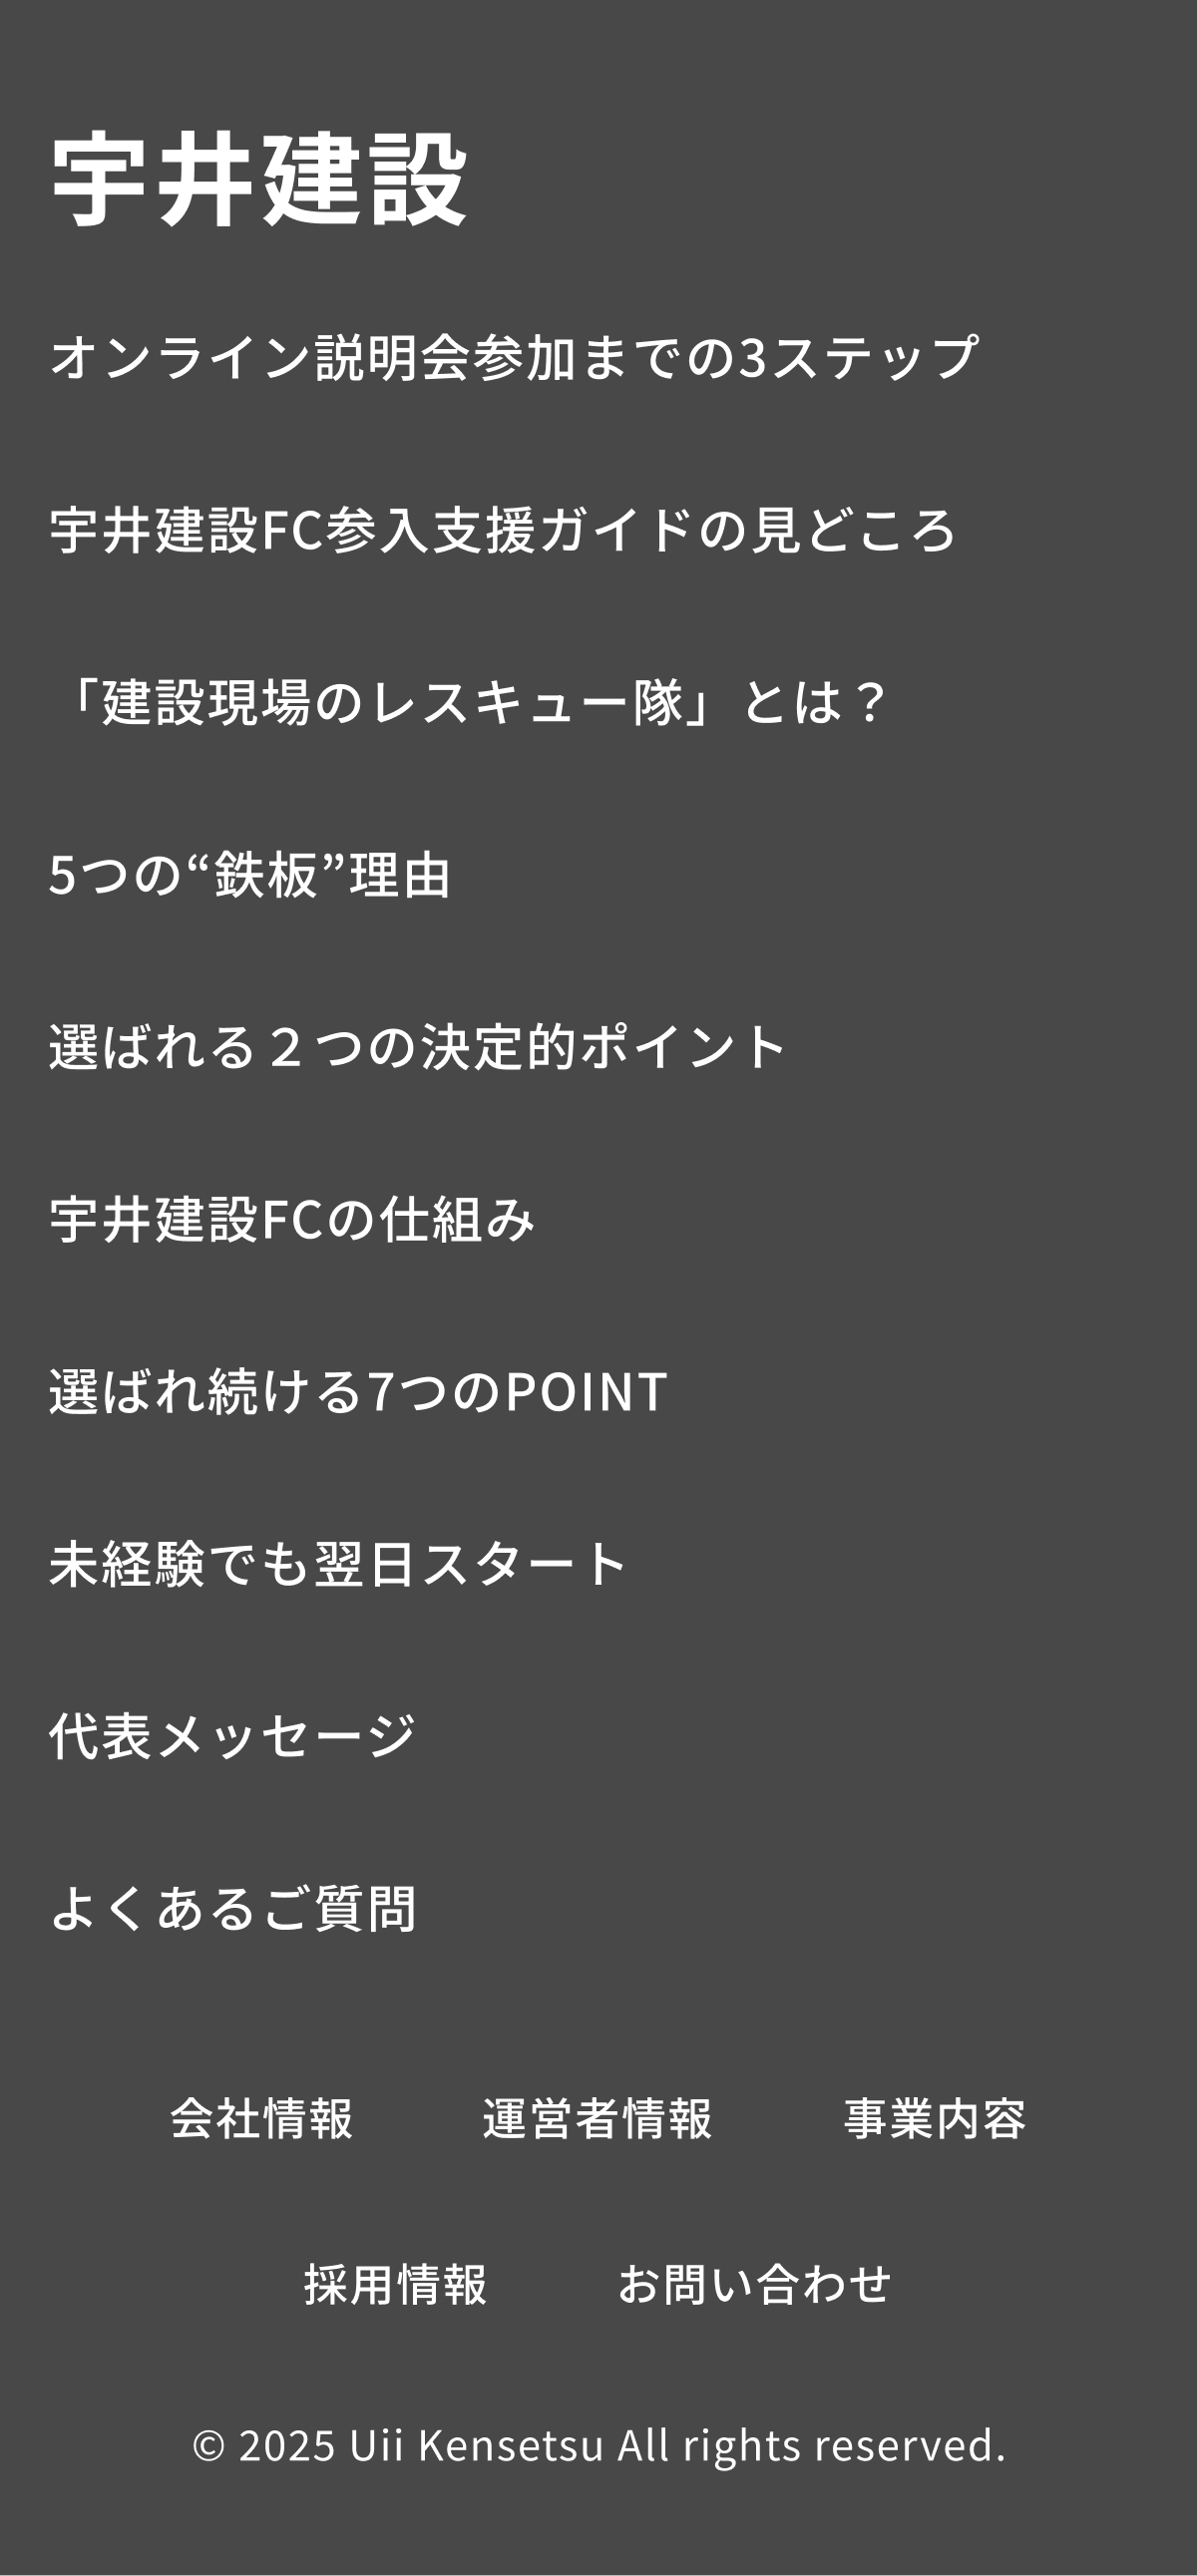 宇井建設
オンライン説明会参加までの3ステップ
宇井建設FC参入支援ガイドの見どころ
「建設現場のレスキュー隊」とは？
5つの“鉄板”理由
選ばれる２つの決定的ポイント
宇井建設FCの仕組み
選ばれ続ける7つのPOINT
未経験でも翌日スタート
代表メッセージ
よくあるご質問
会社情報 運営者情報 事業内容
採用情報 お問い合わせ
© 2025 Uii Kensetsu All rights reserved.